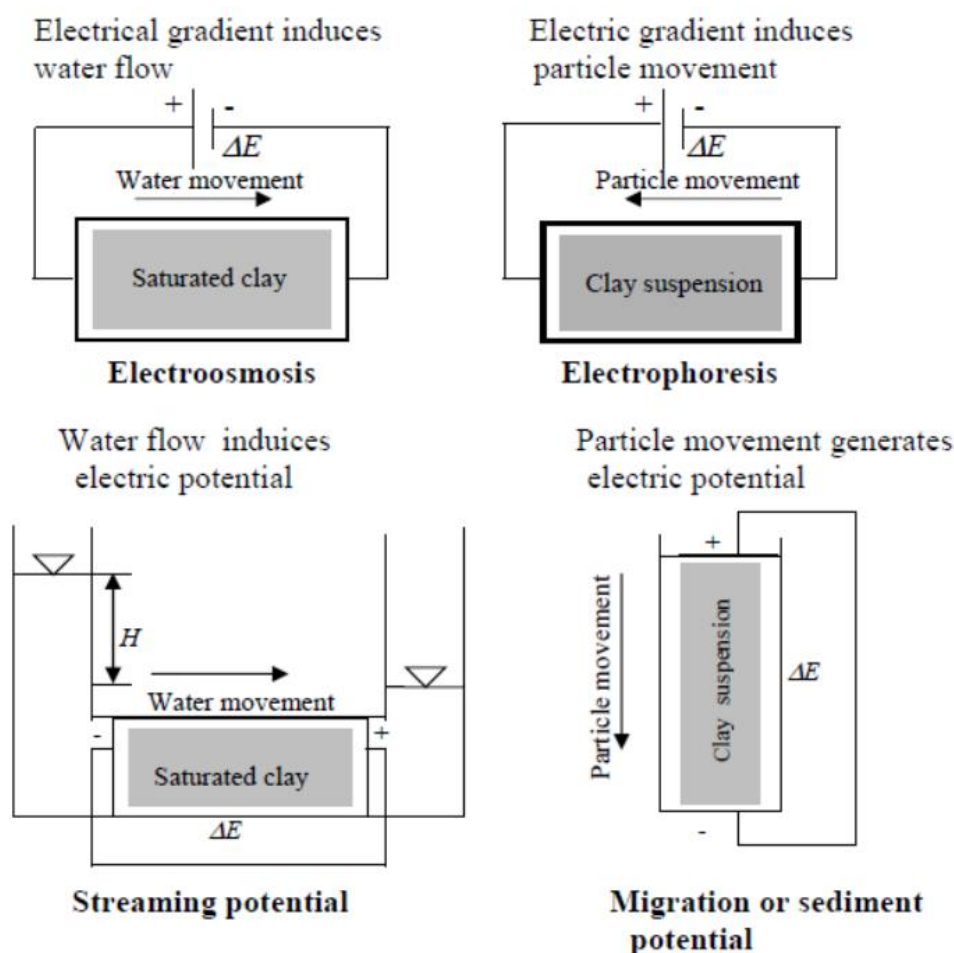 Electrical gradient induces
water flow
+ -
ΔE
Water movement
Saturated clay
Electroosmosis
Electric gradient induces
particle movement
+ -
ΔE
Particle movement
Clay suspension
Electrophoresis
Water flow induices
electric potential
H
Water movement
- +
Saturated clay
ΔE
Streaming potential
Particle movement generates
electric potential
+
Particle movement
Clay suspension
ΔE
-
Migration or sediment
potential